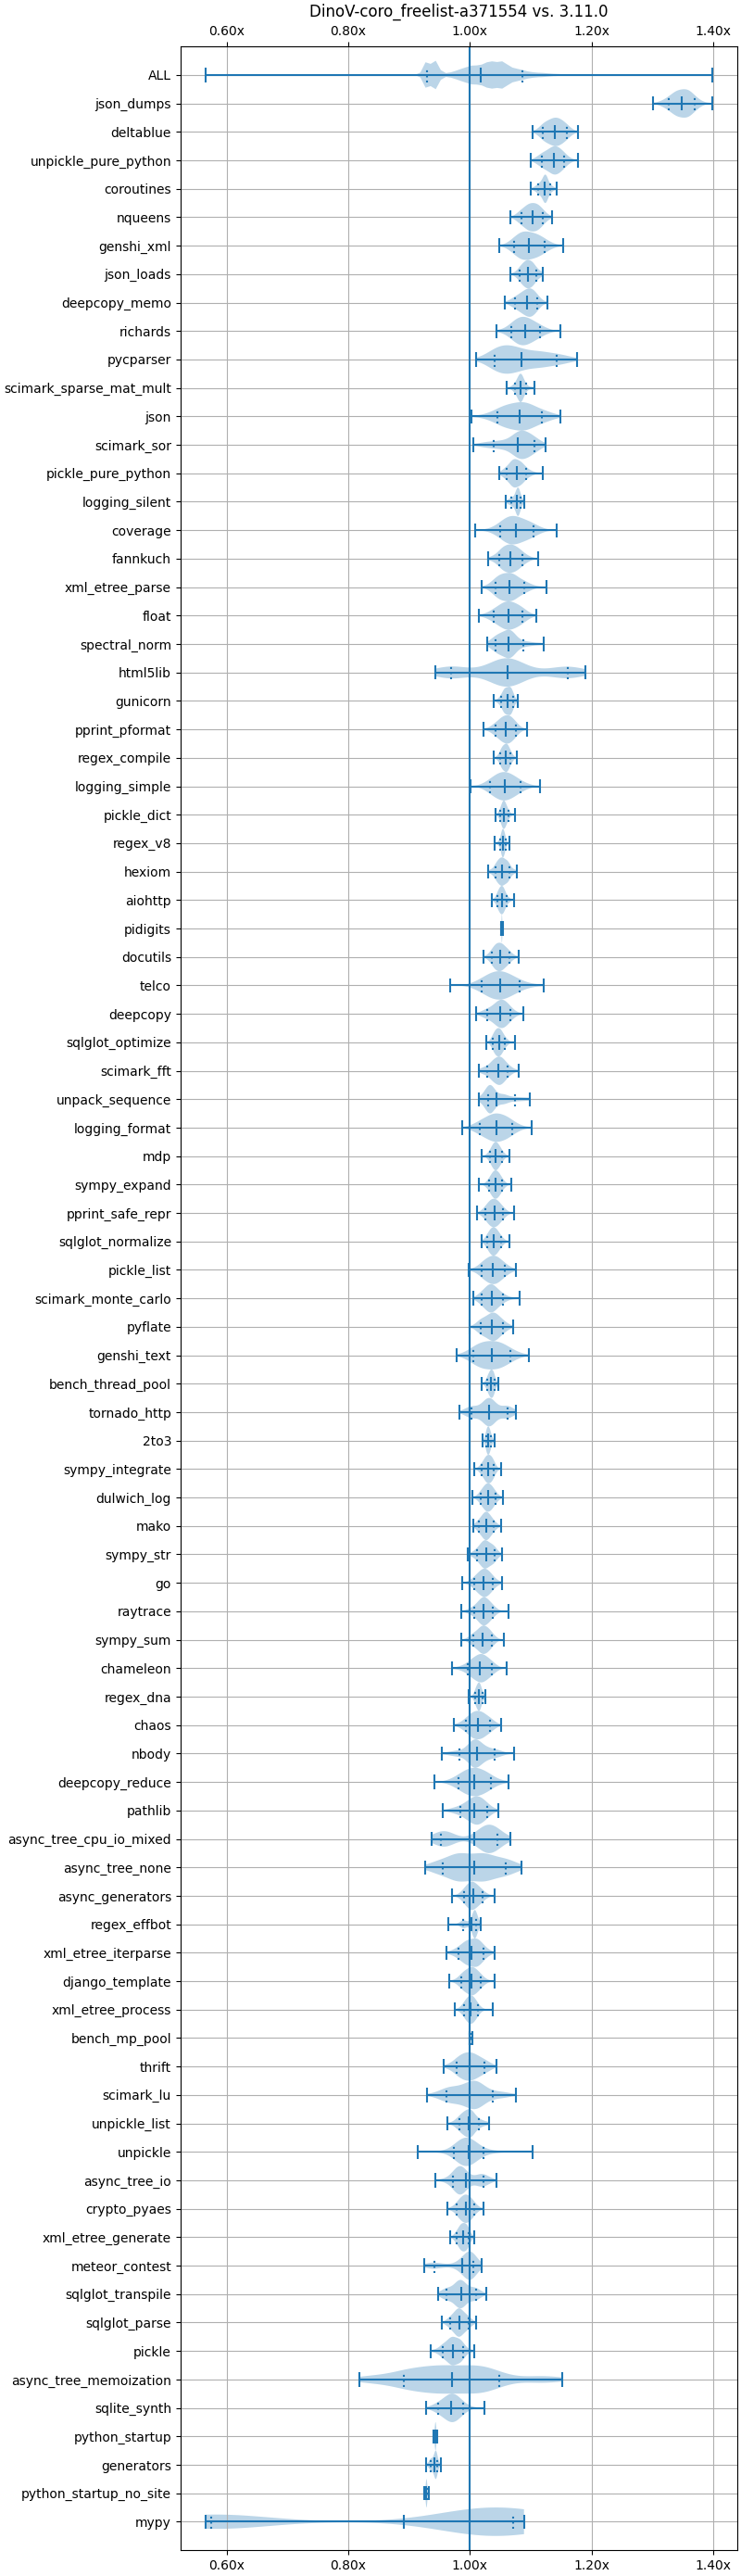 DinoV-coro_freelist-a371554 vs. 3.11.0
0.60x 0.80x 1.00x 1.20x 1.40x
ALL
json_dumps
deltablue
unpickle_pure_python
coroutines
nqueens
genshi_xml
json_loads
deepcopy_memo
richards
pycparser
scimark_sparse_mat_mult
json
scimark_sor
pickle_pure_python
logging_silent
coverage
fannkuch
xml_etree_parse
float
spectral_norm
html5lib
gunicorn
pprint_pformat
regex_compile
logging_simple
pickle_dict
regex_v8
hexiom
aiohttp
pidigits
docutils
telco
deepcopy
sqlglot_optimize
scimark_fft
unpack_sequence
logging_format
mdp
sympy_expand
pprint_safe_repr
sqlglot_normalize
pickle_list
scimark_monte_carlo
pyflate
genshi_text
bench_thread_pool
tornado_http
2to3
sympy_integrate
dulwich_log
mako
sympy_str
go
raytrace
sympy_sum
chameleon
regex_dna
chaos
nbody
deepcopy_reduce
pathlib
async_tree_cpu_io_mixed
async_tree_none
async_generators
regex_effbot
xml_etree_iterparse
django_template
xml_etree_process
bench_mp_pool
thrift
scimark_lu
unpickle_list
unpickle
async_tree_io
crypto_pyaes
xml_etree_generate
meteor_contest
sqlglot_transpile
sqlglot_parse
pickle
async_tree_memoization
sqlite_synth
python_startup
generators
python_startup_no_site
mypy
0.60x 0.80x 1.00x 1.20x 1.40x